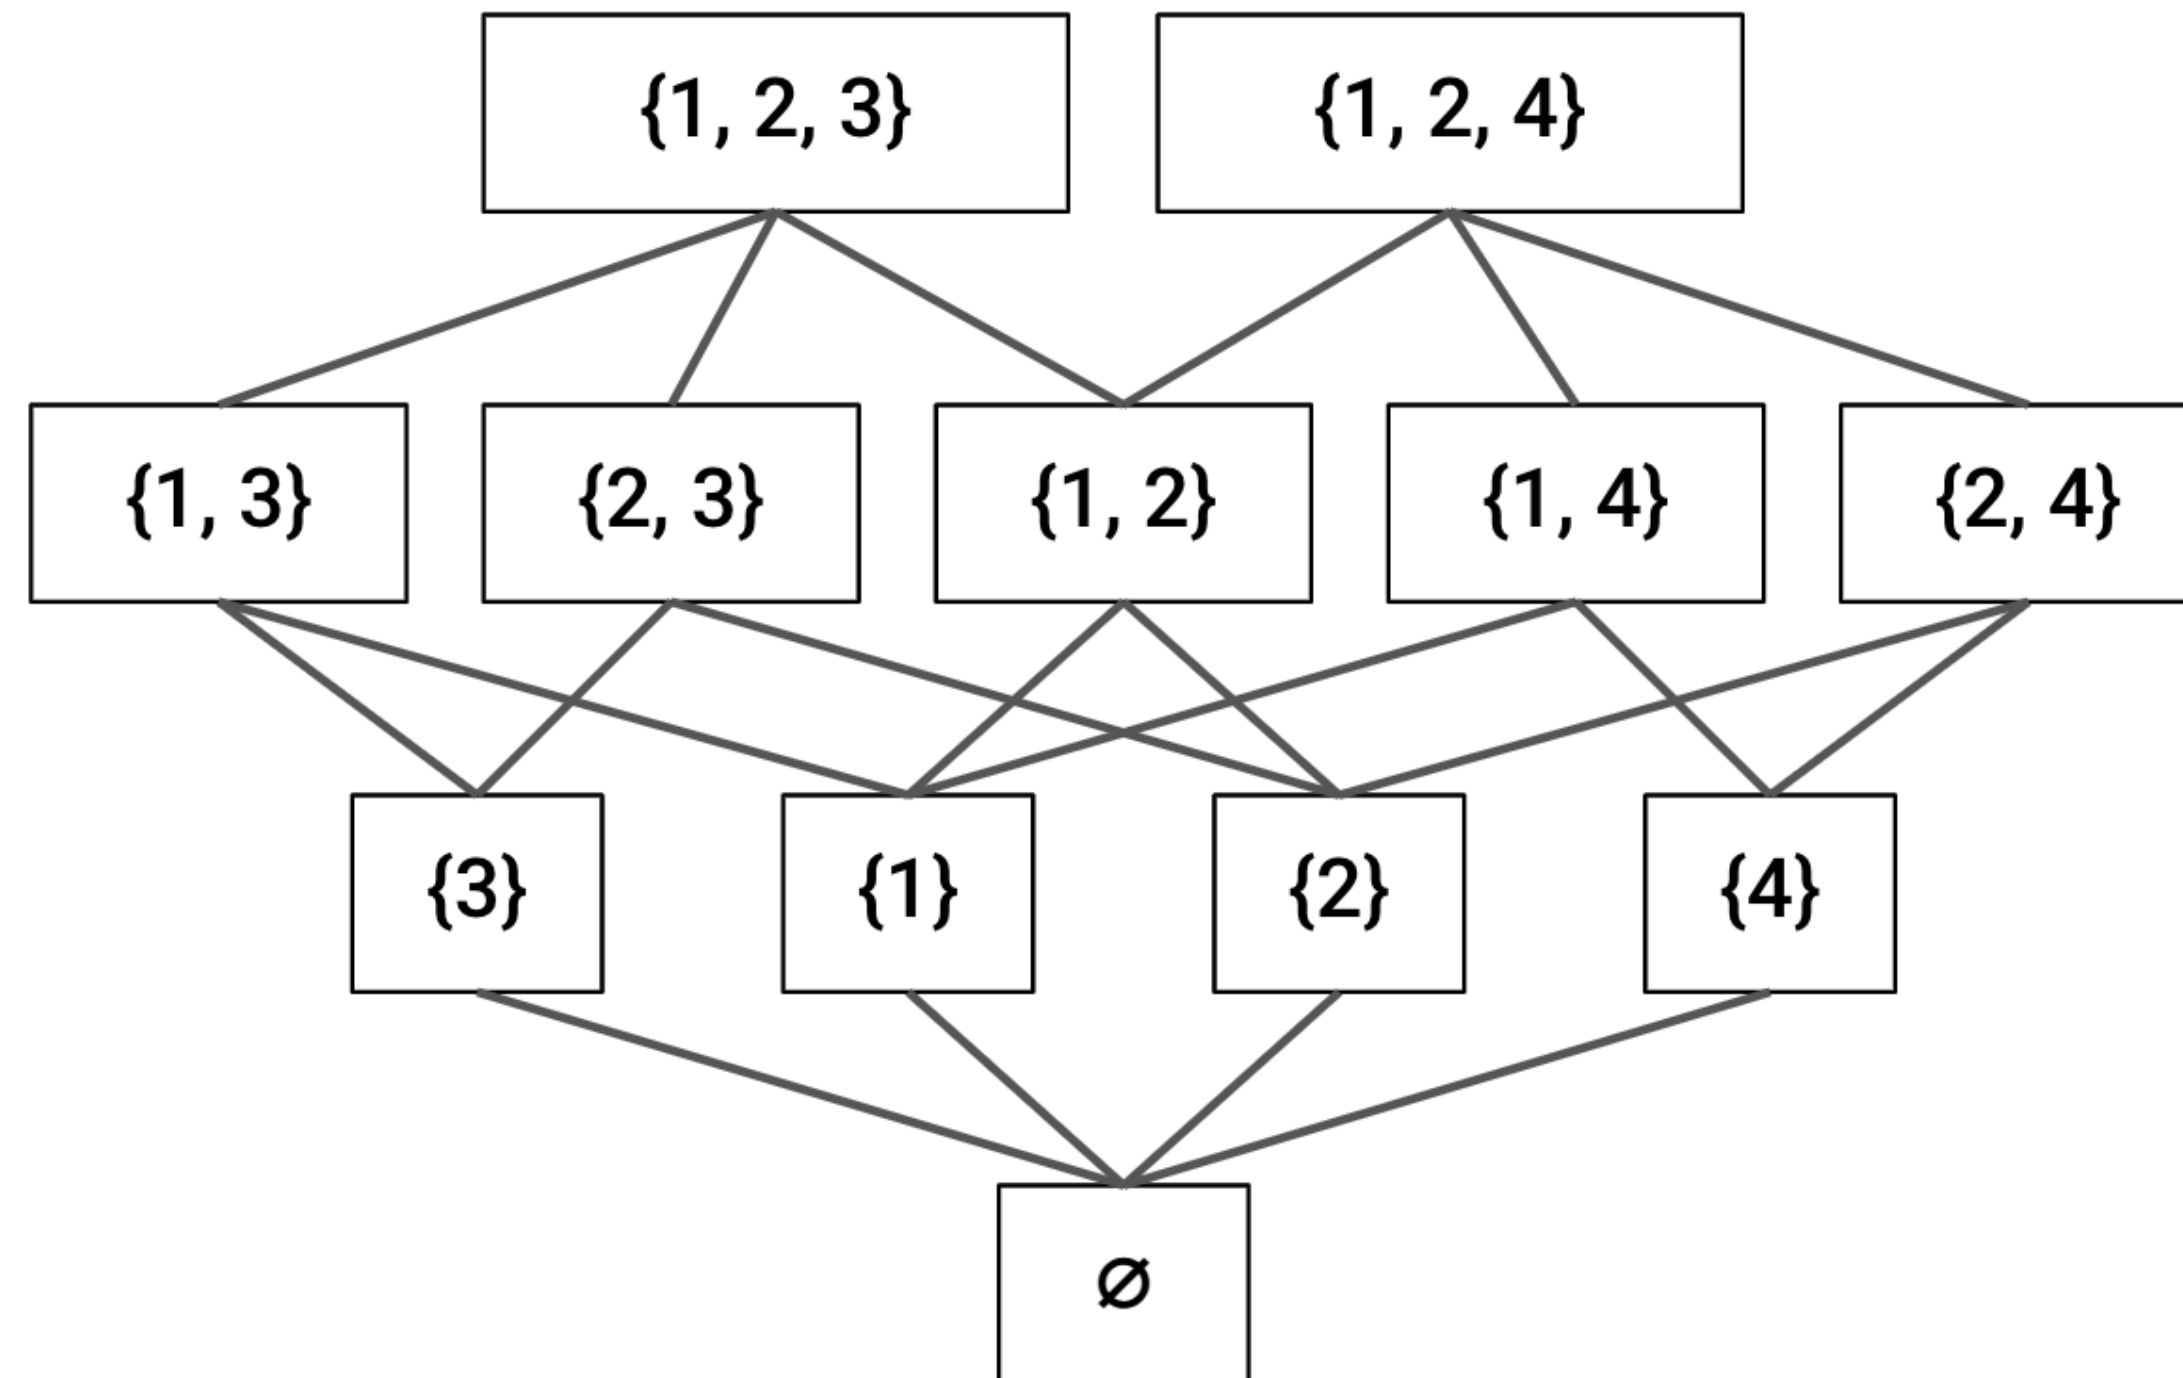 {1, 2, 3} {1, 2, 4}
{1, 3} {2, 3} {1, 2} {1, 4} {2, 4}
{3} {1} {2} {4}
∅